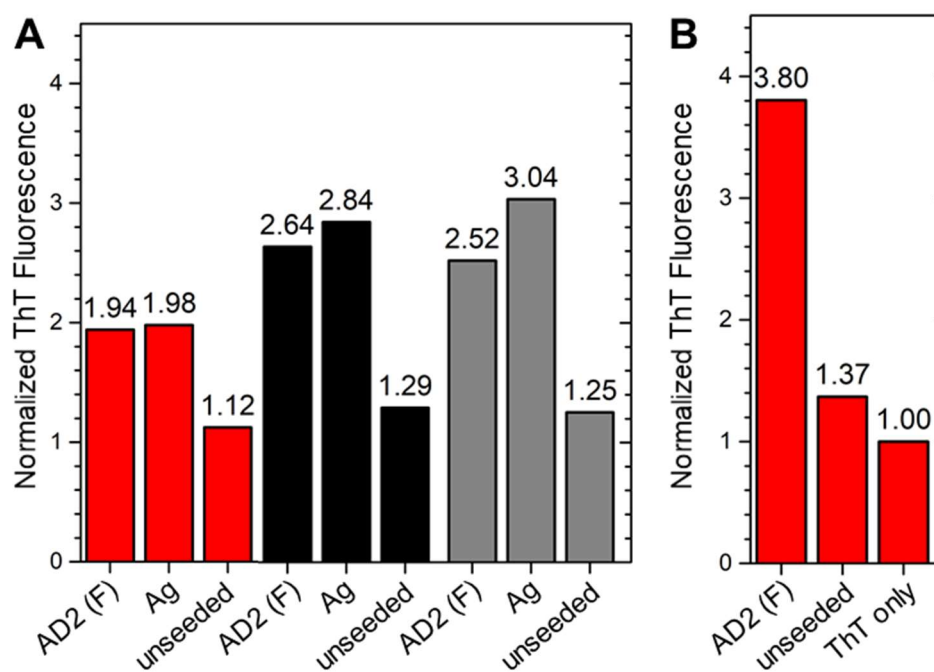 A
Normalized ThT Fluorescence
4
3
2
1
0
1.94
1.98
1.12
2.64
2.84
1.29
2.52
3.04
1.25
AD2 (F)
Ag
unseeded
AD2 (F)
Ag
unseeded
AD2 (F)
Ag
unseeded
B
Normalized ThT Fluorescence
4
3
2
1
0
3.80
1.37
1.00
AD2 (F)
unseeded
ThT only